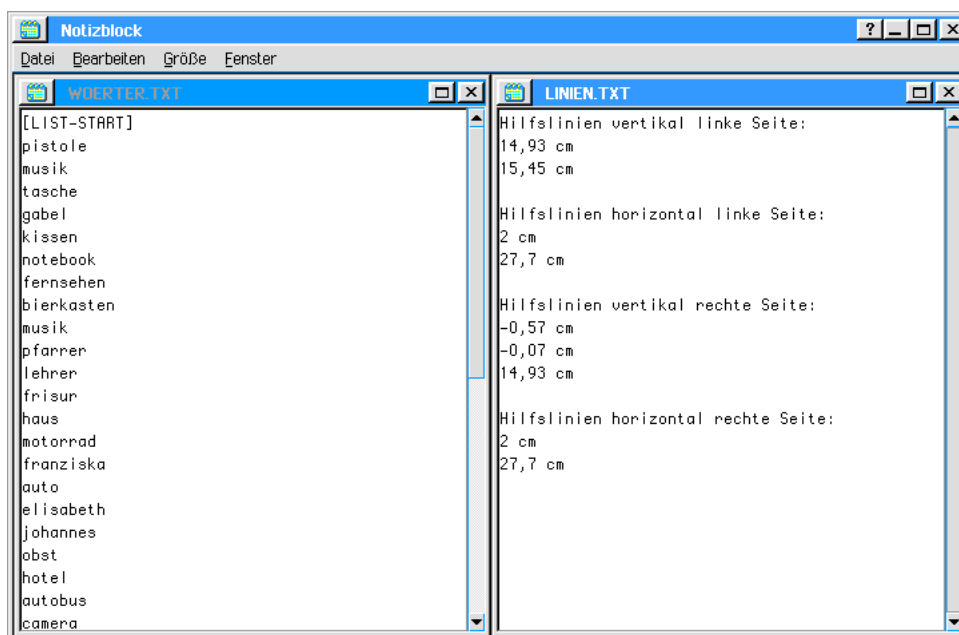 Notizblock
Datei Bearbeiten Größe Fenster
WOERTER.TXT
[LIST-START]
pistole
musik
tasche
gabel
kissen
notebook
fernsehen
bierkasten
musik
pfarrer
lehrer
frisur
haus
motorrad
franziska
auto
elisabeth
johannes
obst
hotel
autobus
camera
LINIEN.TXT
Hilfslinien vertikal linke Seite:
14,93 cm
15,45 cm
Hilfslinien horizontal linke Seite:
2 cm
27,7 cm
Hilfslinien vertikal rechte Seite:
-0,57 cm
-0,07 cm
14,93 cm
Hilfslinien horizontal rechte Seite:
2 cm
27,7 cm